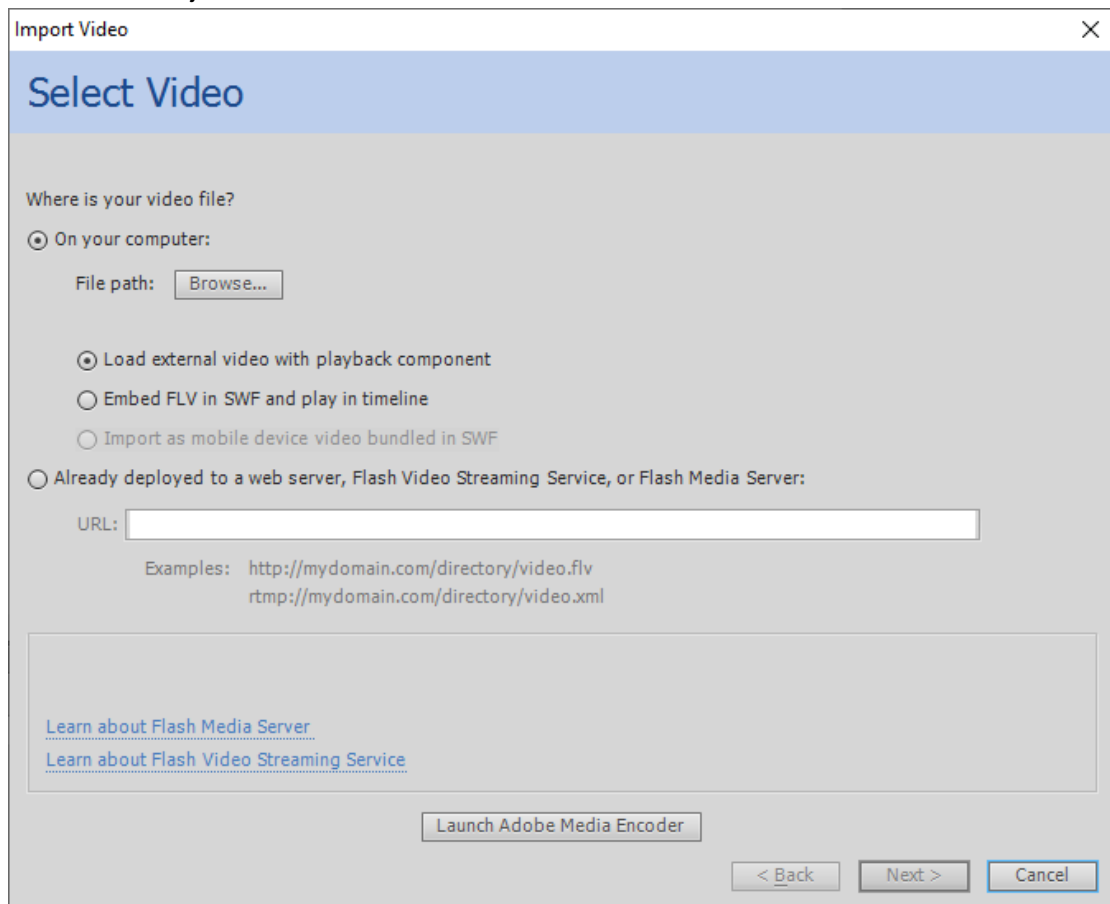 Import Video
Select Video
Where is your video file?
On your computer:
File path: Browse...
Load external video with playback component
Embed FLV in SWF and play in timeline
Import as mobile device video bundled in SWF
Already deployed to a web server, Flash Video Streaming Service, or Flash Media Server:
URL:
Examples: http://mydomain.com/directory/video.flv
rtmp://mydomain.com/directory/video.xml
Learn about Flash Media Server
Learn about Flash Video Streaming Service
Launch Adobe Media Encoder
< Back Next > Cancel